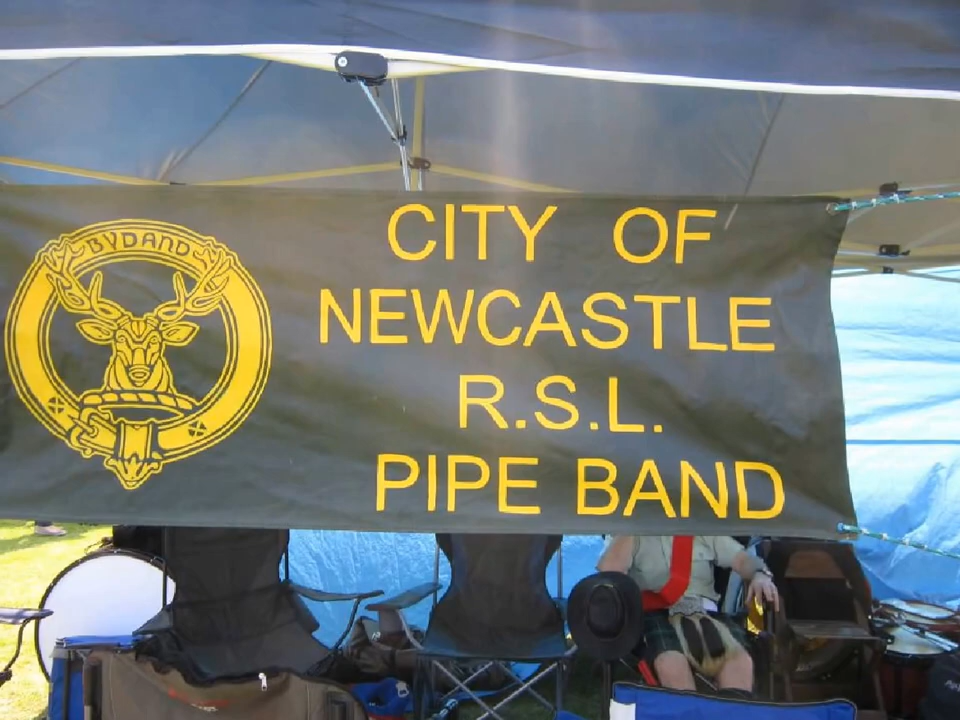 BYDAND
CITY OF
NEWCASTLE
R.S.L.
PIPE BAND